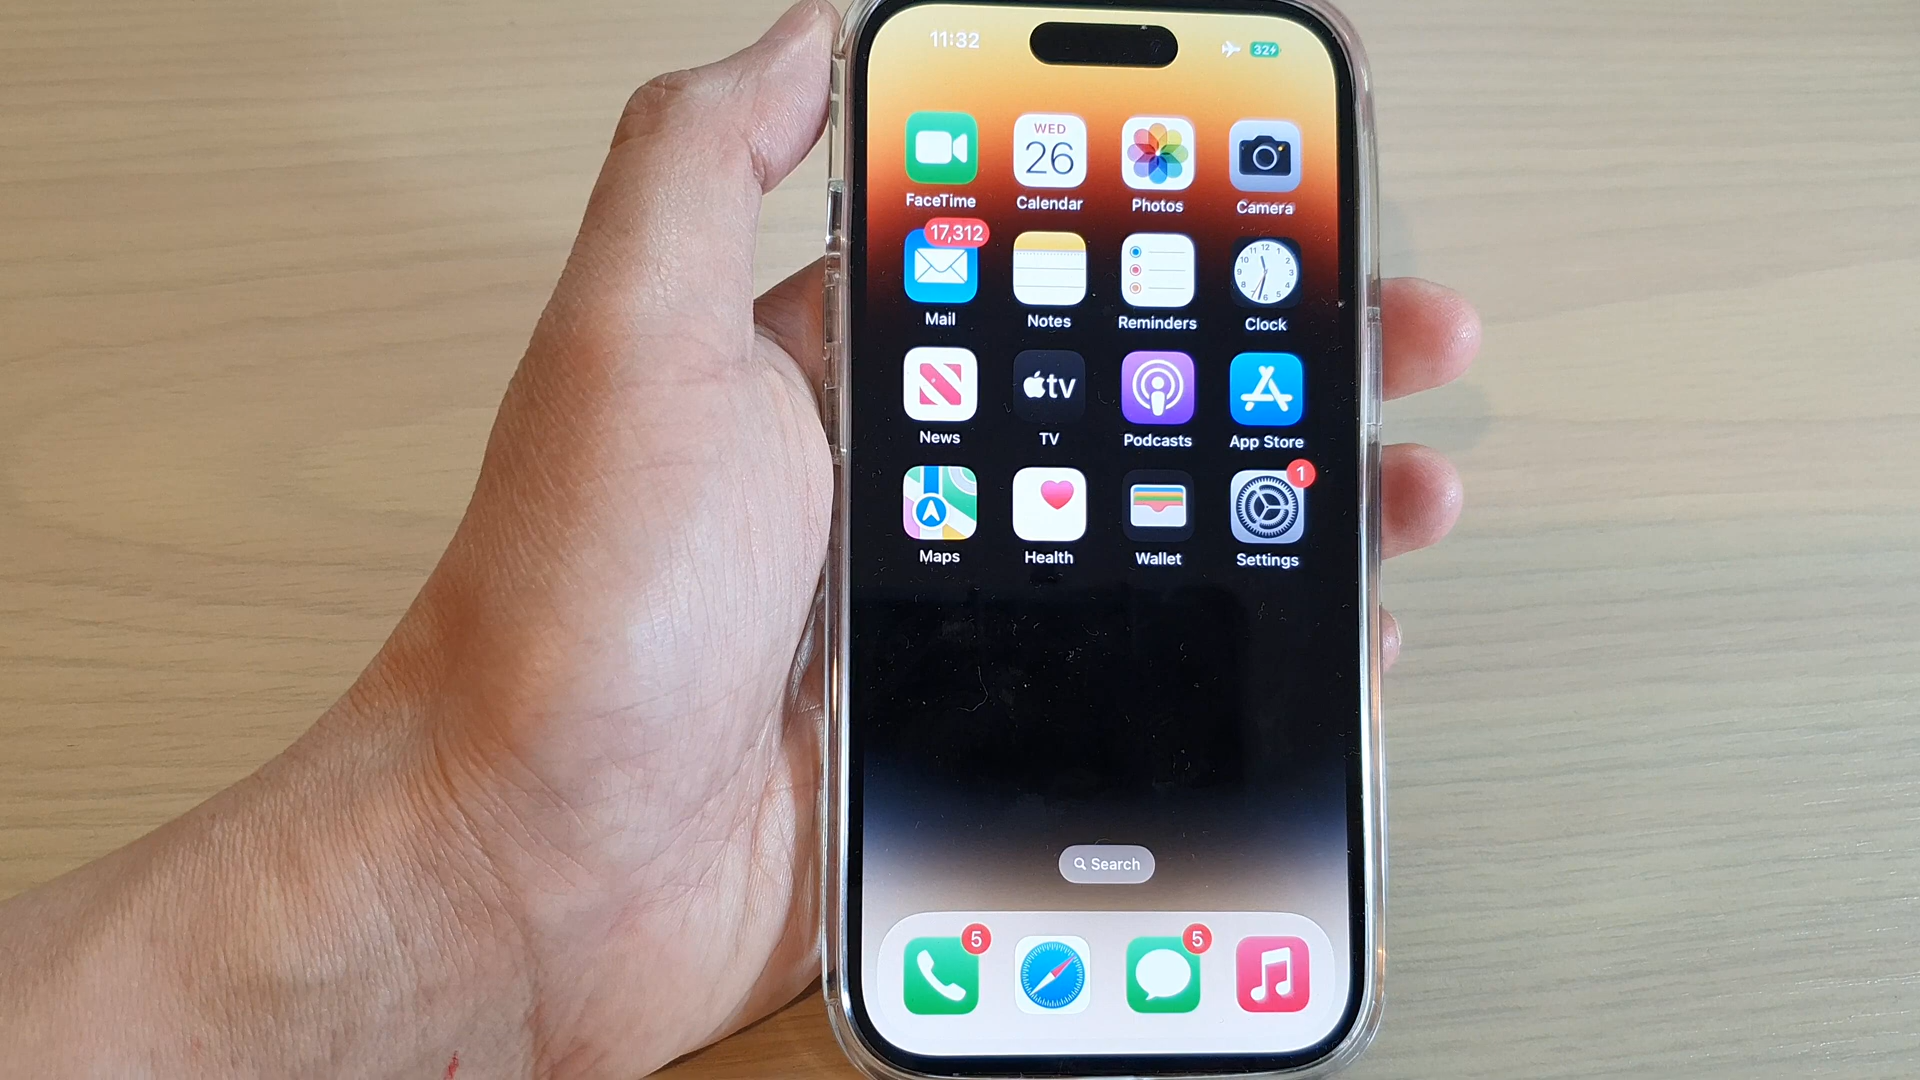 11:32
32
WED
26
FaceTime Calendar Photos Camera
17,312
Mail Notes Reminders Clock
tv
News TV Podcasts App Store
1
Maps Health Wallet Settings
Search
5 5